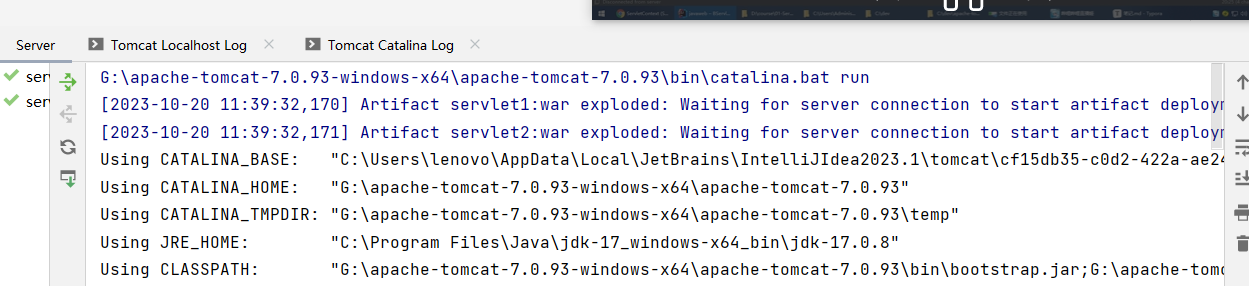 Server
Tomcat Localhost Log
Tomcat Catalina Log
G:\apache-tomcat-7.0.93-windows-x64\apache-tomcat-7.0.93\bin\catalina.bat run
[2023-10-20 11:39:32,170] Artifact servlet1:war exploded: Waiting for server connection to start artifact deploym
[2023-10-20 11:39:32,171] Artifact servlet2:war exploded: Waiting for server connection to start artifact deploym
Using CATALINA_BASE:   "C:\Users\lenovo\AppData\Local\JetBrains\IntelliJIdea2023.1\tomcat\cf15db35-c0d2-422a-ae24
Using CATALINA_HOME:   "G:\apache-tomcat-7.0.93-windows-x64\apache-tomcat-7.0.93"
Using CATALINA_TMPDIR: "G:\apache-tomcat-7.0.93-windows-x64\apache-tomcat-7.0.93\temp"
Using JRE_HOME:        "C:\Program Files\Java\jdk-17_windows-x64_bin\jdk-17.0.8"
Using CLASSPATH:       "G:\apache-tomcat-7.0.93-windows-x64\apache-tomcat-7.0.93\bin\bootstrap.jar;G:\apache-tomc
ser
ser